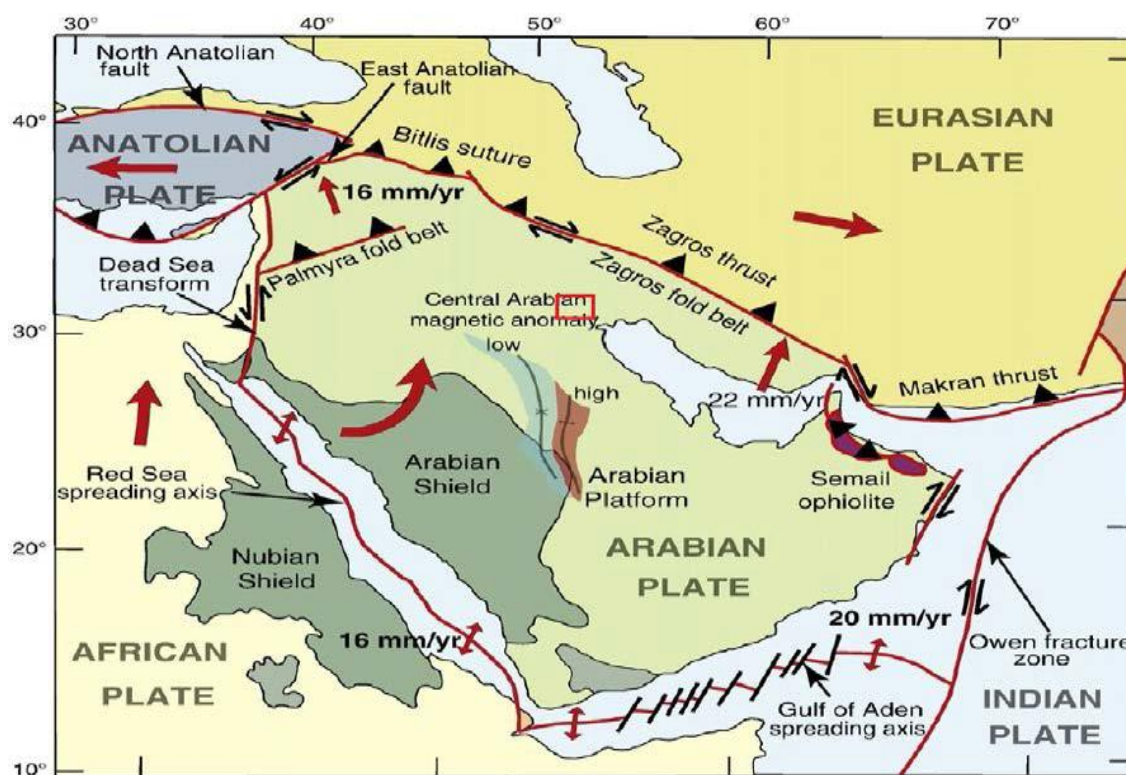 30°
40°
50°
60°
70°
North Anatolian
fault
East Anatolian
fault
40°
ANATOLIAN
PLATE
Bitlis suture
EURASIAN
PLATE
16 mm/yr
Dead Sea
transform
Palmyra fold belt
Zagros thrust
Zagros fold belt
Central Arabian
magnetic anomaly
30°
low
high
22 mm/yr
Makran thrust
Red Sea
spreading axis
Arabian
Shield
Arabian
Platform
Semail
ophiolite
20°
Nubian
Shield
ARABIAN
PLATE
16 mm/yr
20 mm/yr
Owen fracture
zone
AFRICAN
PLATE
Gulf of Aden
spreading axis
INDIAN
PLATE
10°